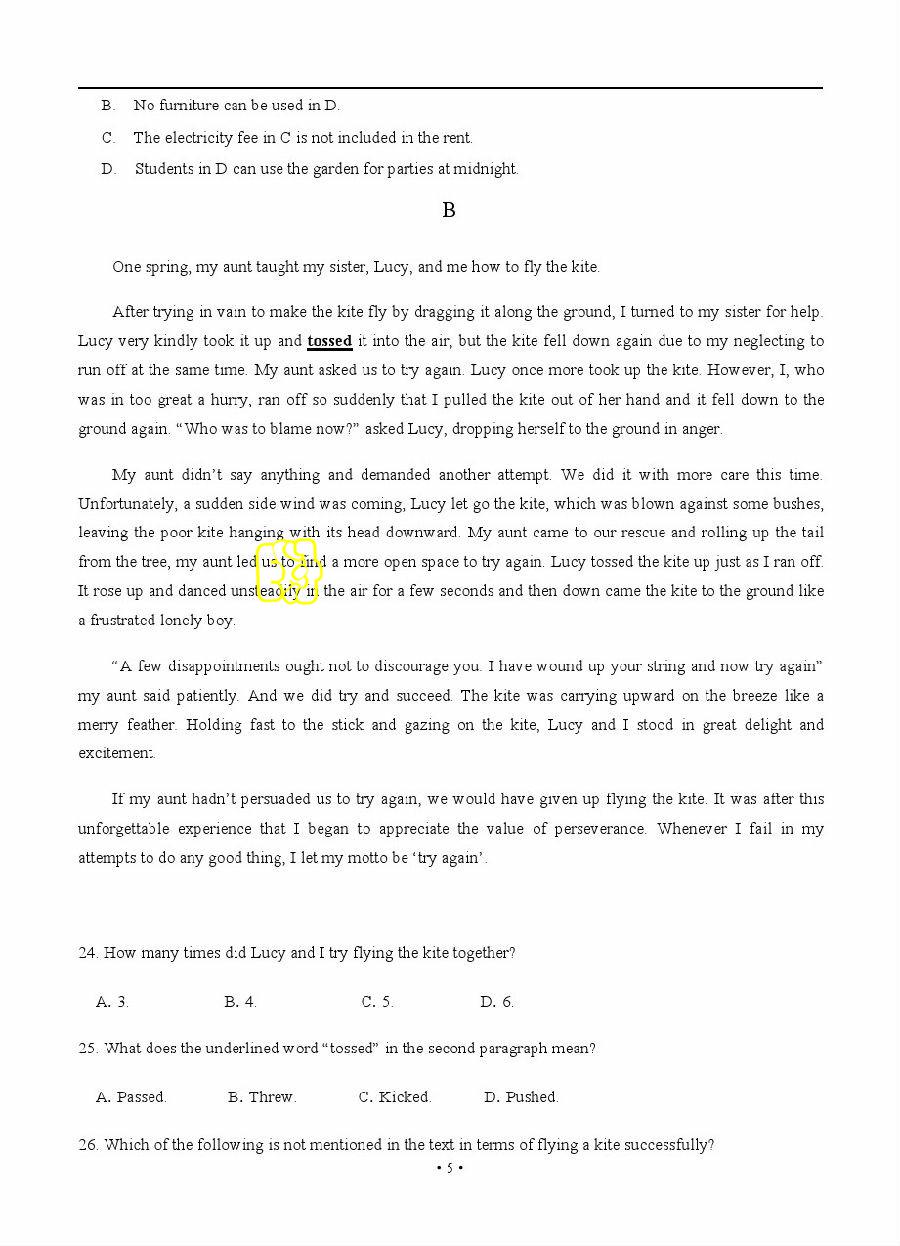 B. No furniture can be used in D.
C. The electricity fee in C is not included in the rent.
D. Students in D can use the garden for parties at midnight.
B
One spring, my aunt taught my sister, Lucy, and me how to fly the kite.
After trying in vain to make the kite fly by dragging it along the ground, I turned to my sister for help.
Lucy very kindly took it up and tossed it into the air, but the kite fell down again due to my neglecting to
run off at the same time. My aunt asked us to try again. Lucy once more took up the kite. However, I, who
was in too great a hurry, ran off so suddenly that I pulled the kite out of her hand and it fell down to the
ground again. “Who was to blame now?” asked Lucy, dropping herself to the ground in anger.
My aunt didn’t say anything and demanded another attempt. We did it with more care this time.
Unfortunately, a sudden side wind was coming, Lucy let go the kite, which was blown against some bushes,
leaving the poor kite hanging with its head downward. My aunt came to our rescue and rolling up the tail
from the tree, my aunt led us to find a more open space to try again. Lucy tossed the kite up just as I ran off.
It rose up and danced unsteadily in the air for a few seconds and then down came the kite to the ground like
a frustrated lonely boy.
“A few disappointments ought not to discourage you. I have wound up your string and now try again”
my aunt said patiently. And we did try and succeed. The kite was carrying upward on the breeze like a
merry feather. Holding fast to the stick and gazing on the kite, Lucy and I stood in great delight and
excitement.
If my aunt hadn’t persuaded us to try again, we would have given up flying the kite. It was after this
unforgettable experience that I began to appreciate the value of perseverance. Whenever I fail in my
attempts to do any good thing, I let my motto be ‘try again’.
24. How many times did Lucy and I try flying the kite together?
A. 3. B. 4. C. 5. D. 6.
25. What does the underlined word “tossed” in the second paragraph mean?
A. Passed. B. Threw. C. Kicked. D. Pushed.
26. Which of the following is not mentioned in the text in terms of flying a kite successfully?
• 5 •